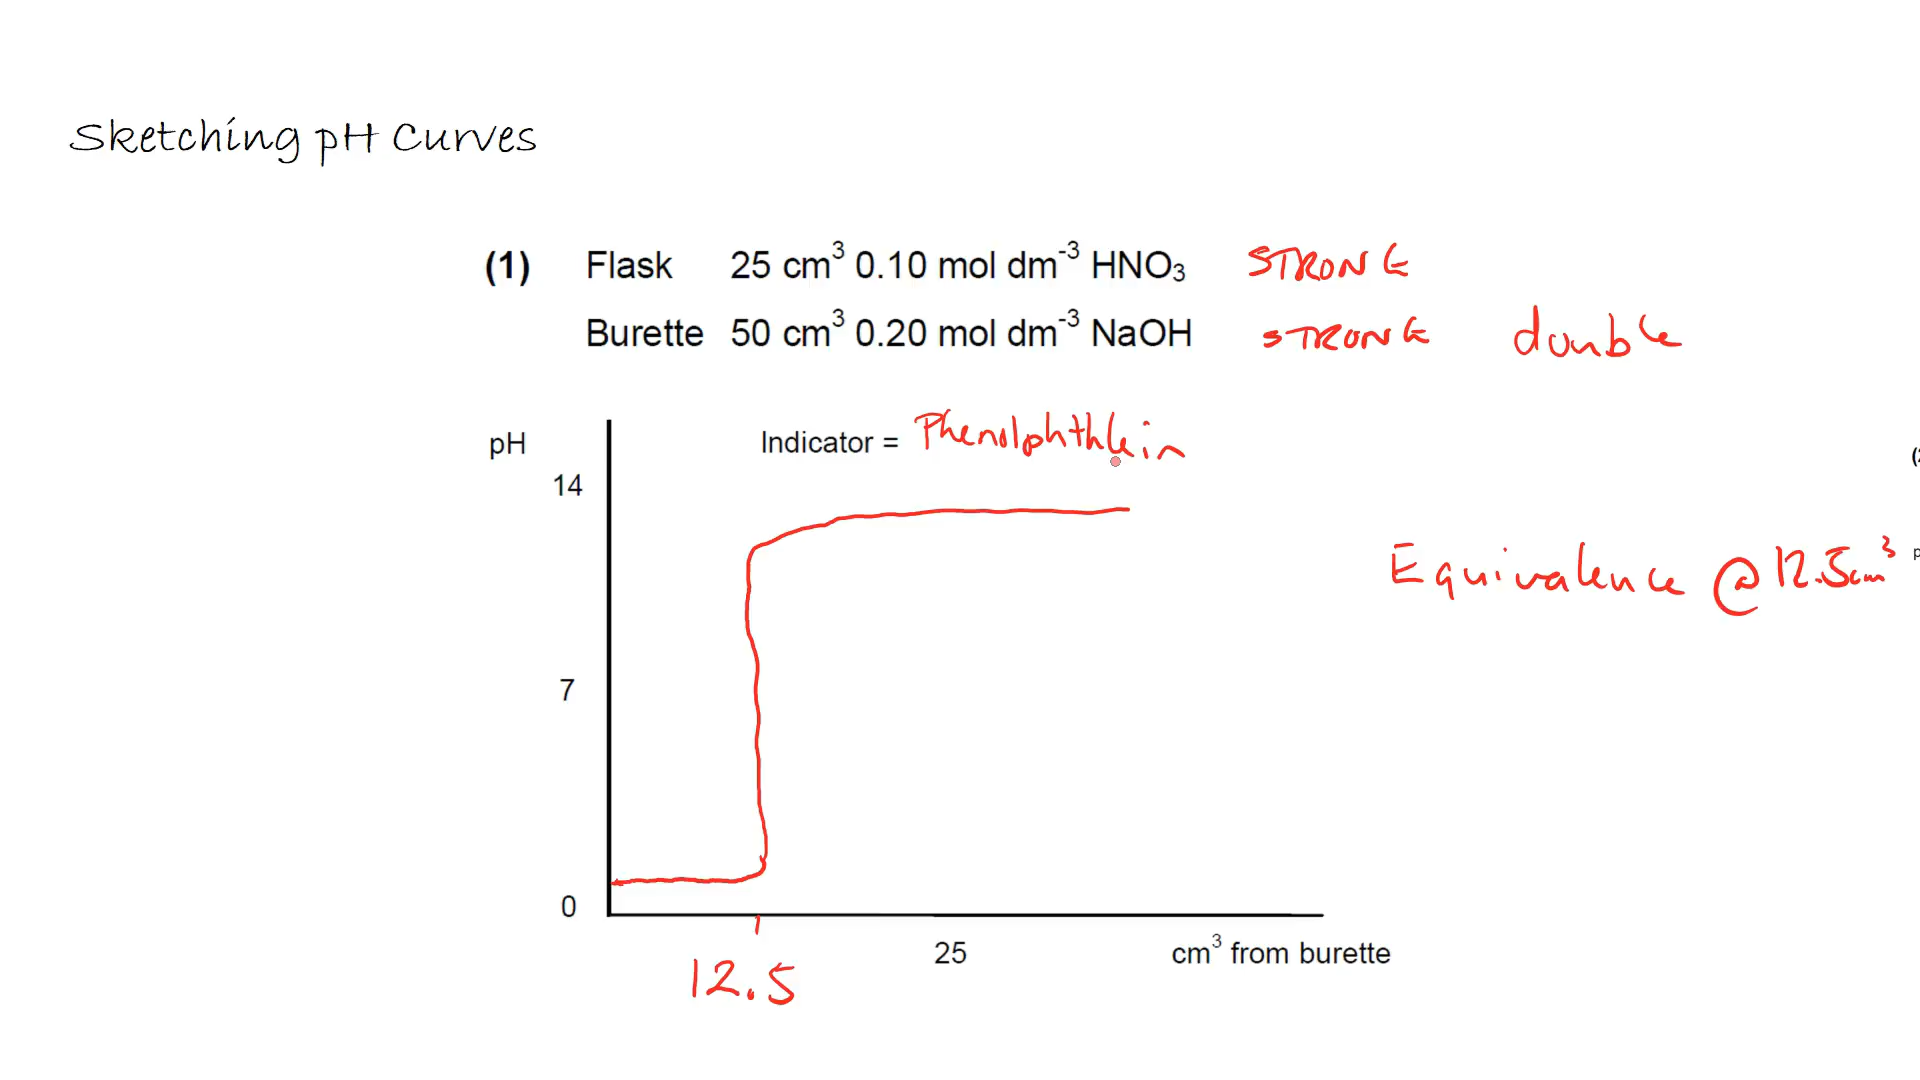 Sketching pH Curves
(1) Flask 25 cm³ 0.10 mol dm⁻³ HNO₃ STRONG
Burette 50 cm³ 0.20 mol dm⁻³ NaOH STRONG double
pH Indicator = Phenolphthlein
14
7
0
Equivalence @ 12.5cm³
12.5
25 cm³ from burette